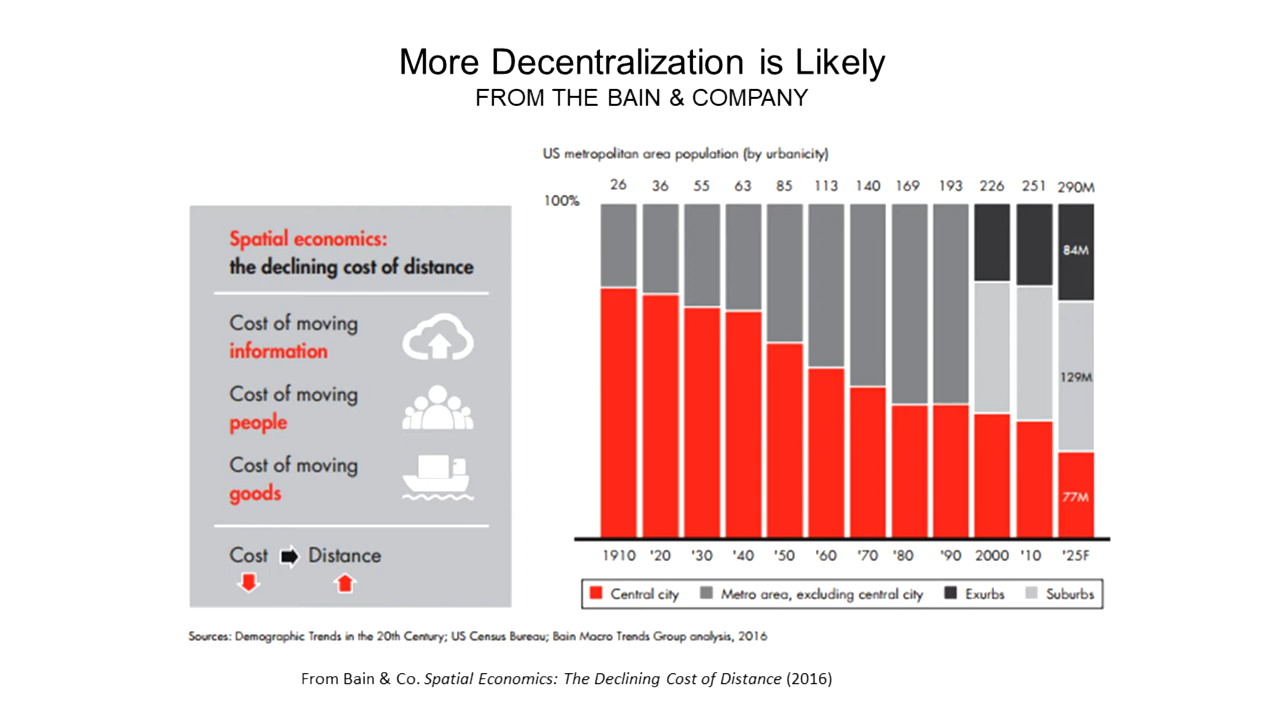 More Decentralization is Likely
FROM THE BAIN & COMPANY
Spatial economics:
the declining cost of distance
Cost of moving
information
Cost of moving
people
Cost of moving
goods
Cost Distance
US metropolitan area population (by urbanicity)
26 36 55 63 85 113 140 169 193 226 251 290M
100%
84M
129M
77M
1910 '20 '30 '40 '50 '60 '70 '80 '90 2000 '10 '25F
Central city Metro area, excluding central city Exurbs Suburbs
Sources: Demographic Trends in the 20th Century; US Census Bureau; Bain Macro Trends Group analysis, 2016
From Bain & Co. Spatial Economics: The Declining Cost of Distance (2016)